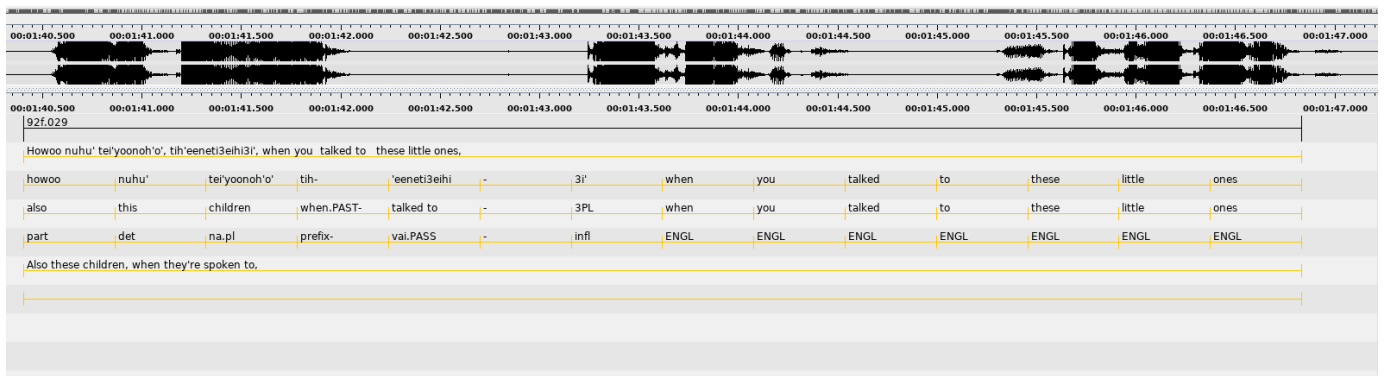 00:01:40.500 00:01:41.000 00:01:41.500 00:01:42.000 00:01:42.500 00:01:43.000 00:01:43.500 00:01:44.000 00:01:44.500 00:01:45.000 00:01:45.500 00:01:46.000 00:01:46.500 00:01:47.000
00:01:40.500 00:01:41.000 00:01:41.500 00:01:42.000 00:01:42.500 00:01:43.000 00:01:43.500 00:01:44.000 00:01:44.500 00:01:45.000 00:01:45.500 00:01:46.000 00:01:46.500 00:01:47.000
92f.029
Howoo nuhu' tei'yoonoh'o', tih'eeneti3eihi3i', when you talked to these little ones,
howoo nuhu' tei'yoonoh'o' tih- 'eeneti3eihi - 3i' when you talked to these little ones
also this children when.PAST- talked to - 3PL when you talked to these little ones
part det na.pl prefix- vai.PASS - infl ENGL ENGL ENGL ENGL ENGL ENGL ENGL
Also these children, when they're spoken to,